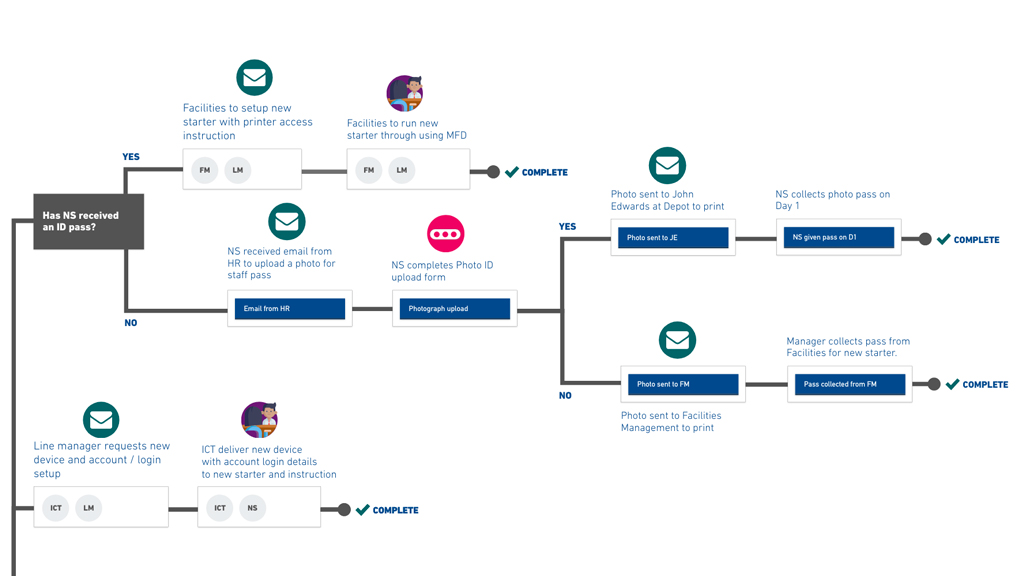 Facilities to setup new
starter with printer access
instruction
Facilities to run new
starter through using MFD
YES
FM
LM
FM
LM
COMPLETE
Has NS received
an ID pass?
NS received email from
HR to upload a photo for
staff pass
NS completes Photo ID
upload form
Email from HR
Photograph upload
NO
YES
Photo sent to John
Edwards at Depot to print
NS collects photo pass on
Day 1
Photo sent to JE
NS given pass on D1
COMPLETE
Manager collects pass from
Facilities for new starter.
Photo sent to FM
Pass collected from FM
COMPLETE
NO
Photo sent to Facilities
Management to print
Line manager requests new
device and account / login
setup
ICT deliver new device
with account login details
to new starter and instruction
ICT
LM
ICT
NS
COMPLETE